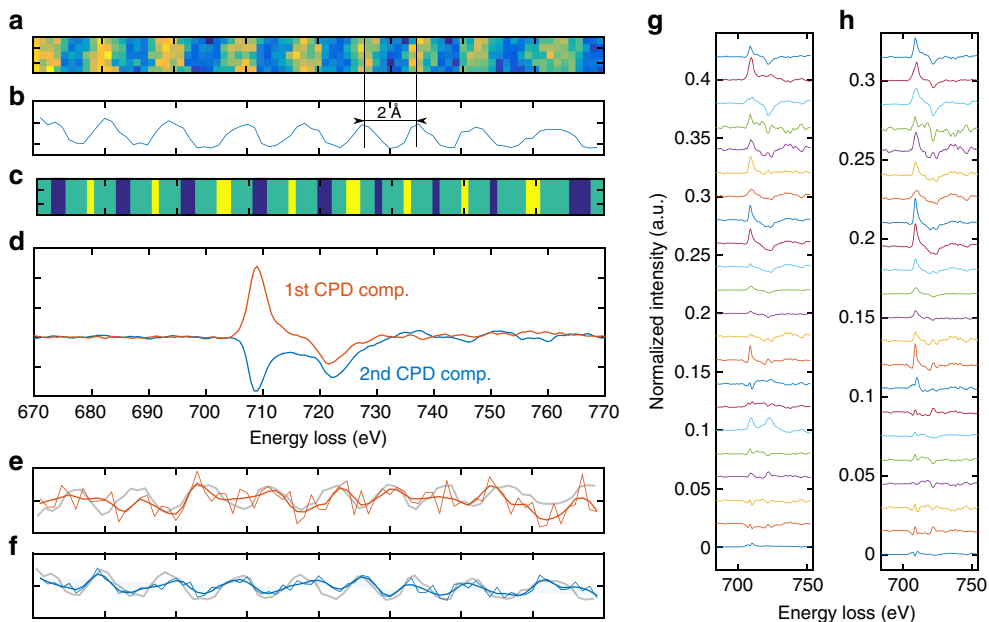 a
b
2 Å
c
d
1st CPD comp.
2nd CPD comp.
670 680 690 700 710 720 730 740 750 760 770
Energy loss (eV)
e
f
g
h
Normalized intensity (a.u.)
0.4
0.35
0.3
0.25
0.2
0.15
0.1
0.05
0
700 750
0.3
0.25
0.2
0.15
0.1
0.05
0
700 750
Energy loss (eV)